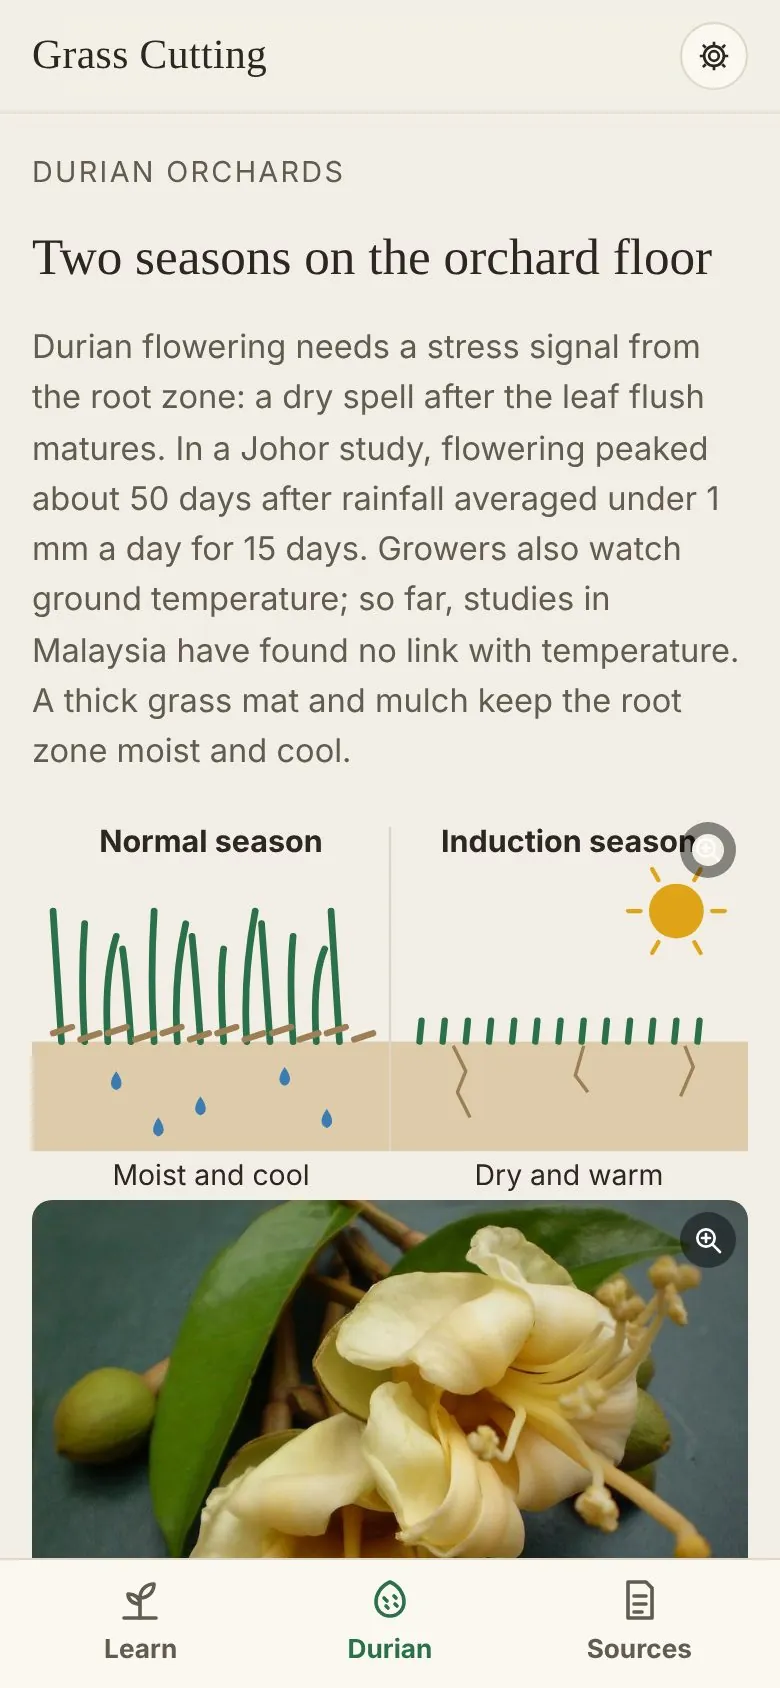 Grass Cutting
DURIAN ORCHARDS
Two seasons on the orchard floor
Durian flowering needs a stress signal from
the root zone: a dry spell after the leaf flush
matures. In a Johor study, flowering peaked
about 50 days after rainfall averaged under 1
mm a day for 15 days. Growers also watch
ground temperature; so far, studies in
Malaysia have found no link with temperature.
A thick grass mat and mulch keep the root
zone moist and cool.
Normal season
Induction season
Moist and cool
Dry and warm
Learn
Durian
Sources